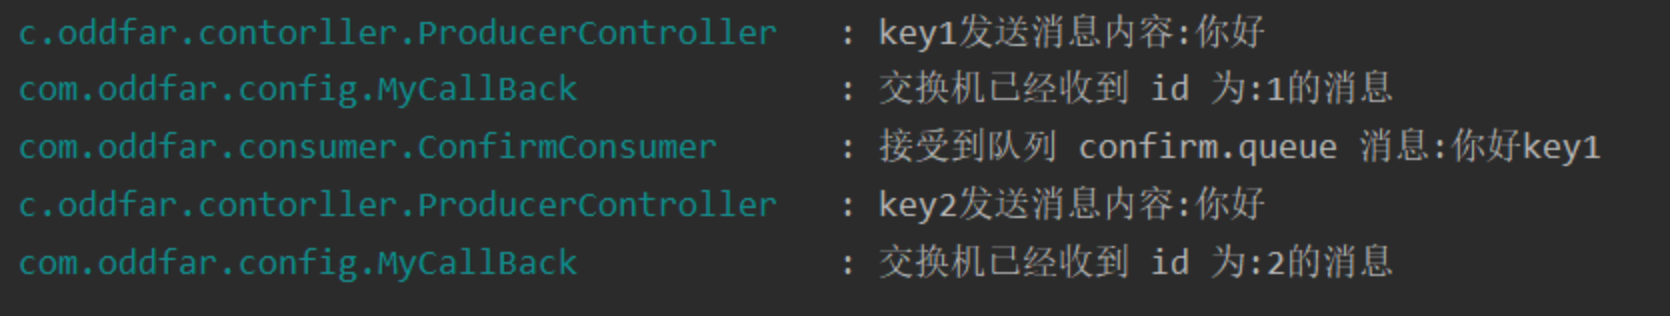 c.oddfar.contorller.ProducerController : key1发送消息内容:你好
com.oddfar.config.MyCallBack : 交换机已经收到 id 为:1的消息
com.oddfar.consumer.ConfirmConsumer : 接受到队列 confirm.queue 消息:你好key1
c.oddfar.contorller.ProducerController : key2发送消息内容:你好
com.oddfar.config.MyCallBack : 交换机已经收到 id 为:2的消息